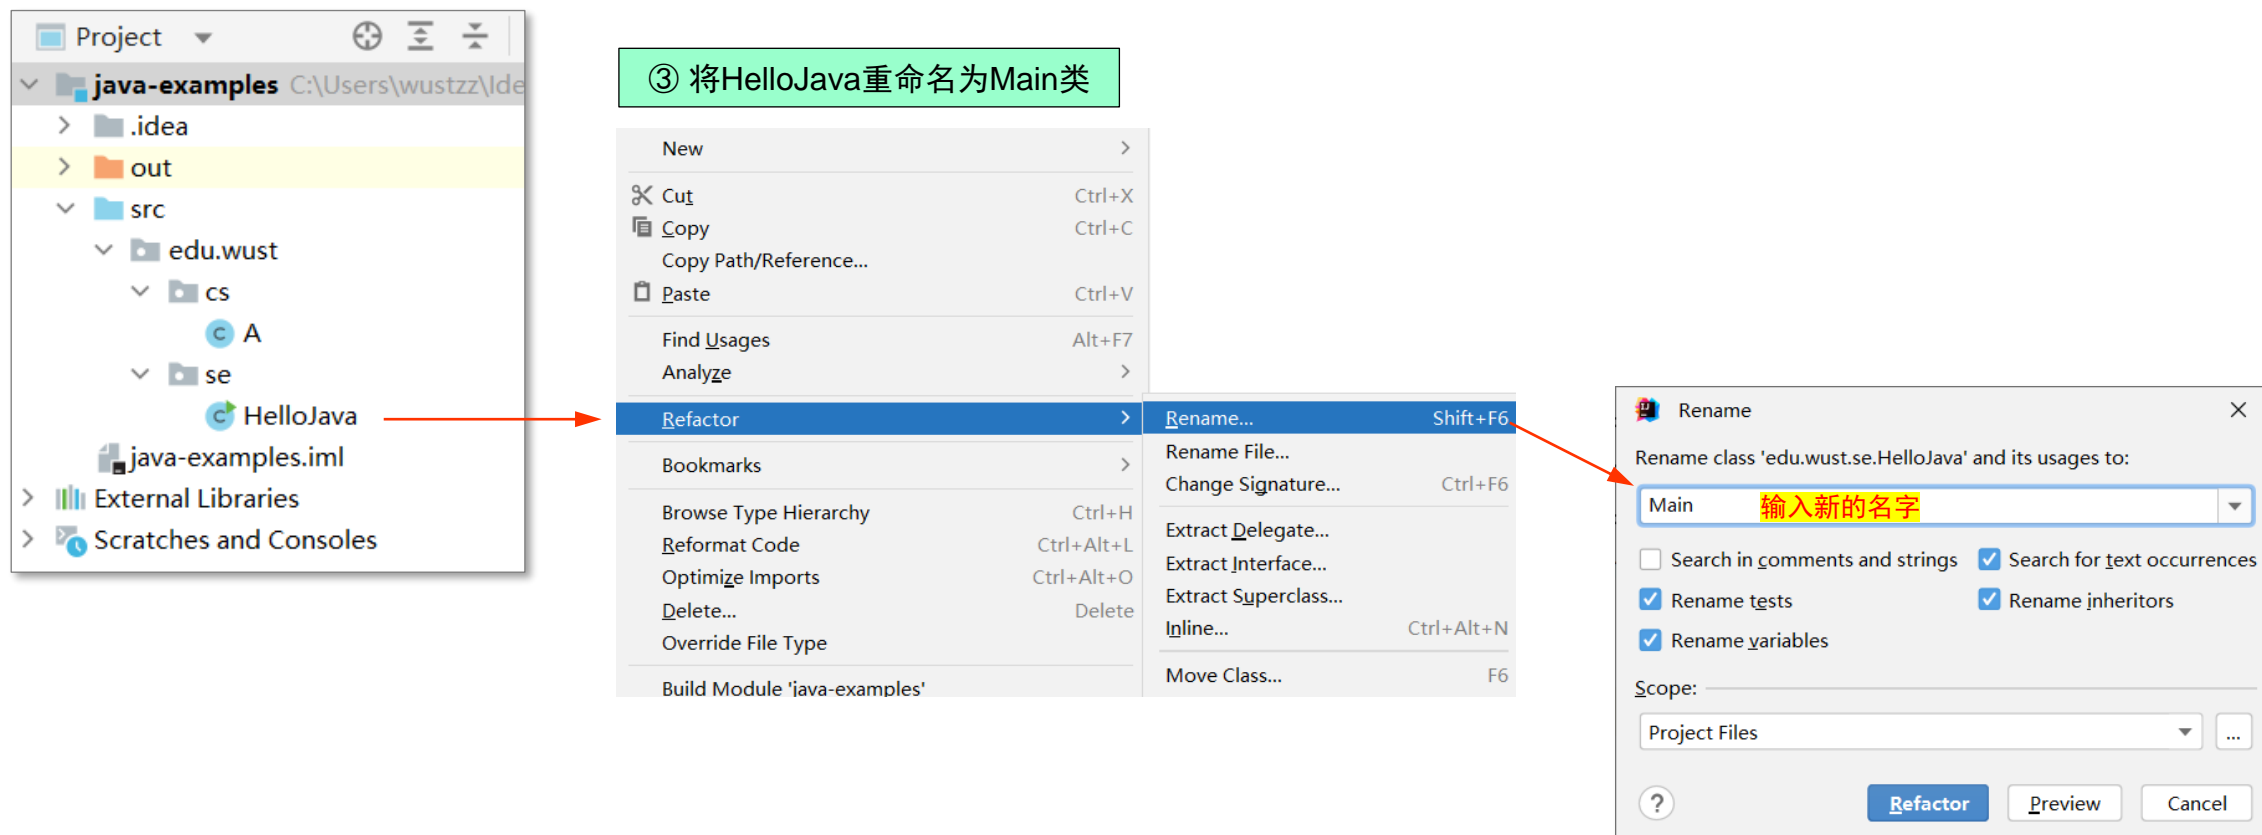 Project
java-examples C:\Users\wustzz\Ide
.idea
out
src
edu.wust
cs
A
se
HelloJava
java-examples.iml
External Libraries
Scratches and Consoles
③ 将HelloJava重命名为Main类
New
Cut Ctrl+X
Copy Ctrl+C
Copy Path/Reference...
Paste Ctrl+V
Find Usages Alt+F7
Analyze
Refactor
Bookmarks
Browse Type Hierarchy Ctrl+H
Reformat Code Ctrl+Alt+L
Optimize Imports Ctrl+Alt+O
Delete... Delete
Override File Type
Build Module 'java-examples'
Rename... Shift+F6
Rename File...
Change Signature... Ctrl+F6
Extract Delegate...
Extract Interface...
Extract Superclass...
Inline... Ctrl+Alt+N
Move Class... F6
Rename
Rename class 'edu.wust.se.HelloJava' and its usages to:
Main 输入新的名字
Search in comments and strings Search for text occurrences
Rename tests Rename inheritors
Rename variables
Scope:
Project Files ...
? Refactor Preview Cancel